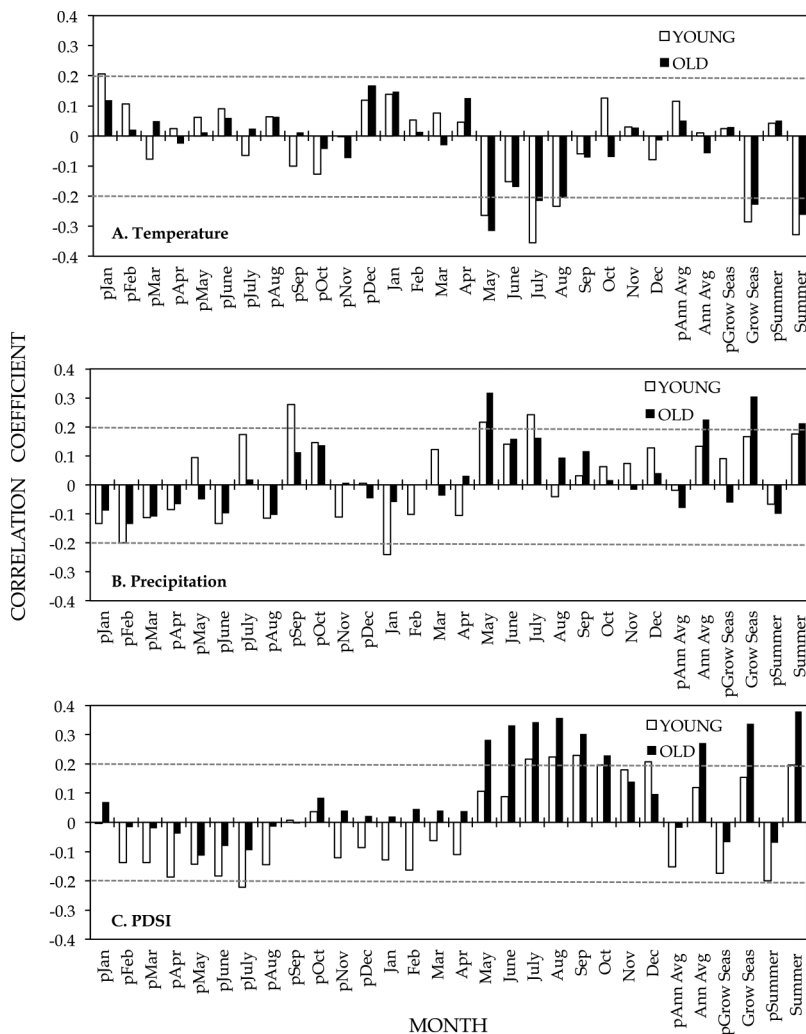 0.4
0.3
0.2
0.1
0
-0.1
-0.2
-0.3
-0.4
YOUNG
OLD
A. Temperature
pJan
pFeb
pMar
pApr
pMay
pJune
pJuly
pAug
pSep
pOct
pNov
pDec
Jan
Feb
Mar
Apr
May
June
July
Aug
Sep
Oct
Nov
Dec
pAnn Avg
Ann Avg
pGrow Seas
Grow Seas
pSummer
Summer
CORRELATION COEFFICIENT
0.4
0.3
0.2
0.1
0
-0.1
-0.2
-0.3
-0.4
YOUNG
OLD
B. Precipitation
pJan
pFeb
pMar
pApr
pMay
pJune
pJuly
pAug
pSep
pOct
pNov
pDec
Jan
Feb
Mar
Apr
May
June
July
Aug
Sep
Oct
Nov
Dec
pAnn Avg
Ann Avg
pGrow Seas
Grow Seas
pSummer
Summer
0.4
0.3
0.2
0.1
0
-0.1
-0.2
-0.3
-0.4
YOUNG
OLD
C. PDSI
pJan
pFeb
pMar
pApr
pMay
pJune
pJuly
pAug
pSep
pOct
pNov
pDec
Jan
Feb
Mar
Apr
May
June
July
Aug
Sep
Oct
Nov
Dec
pAnn Avg
Ann Avg
pGrow Seas
Grow Seas
pSummer
Summer
MONTH